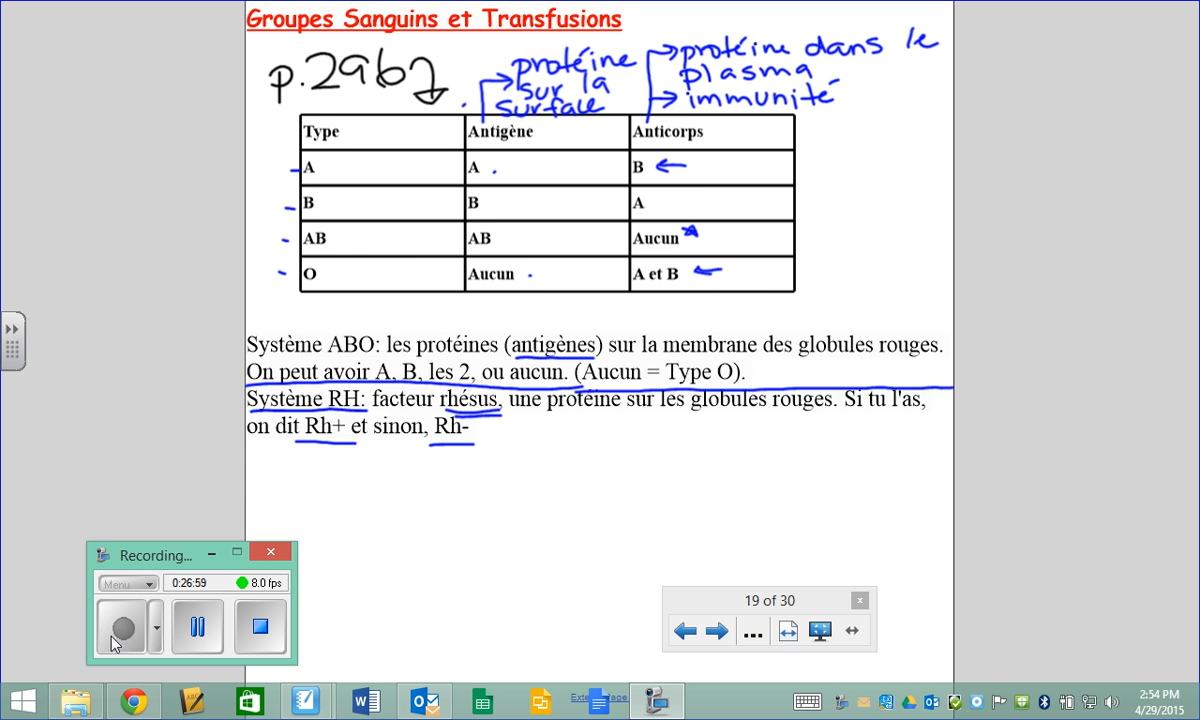 Groupes Sanguins et Transfusions
p.296
protéine sur la surface
protéine dans le plasma
immunité
Type Antigène Anticorps
A A B
B B A
AB AB Aucun
O Aucun A et B
Système ABO: les protéines (antigènes) sur la membrane des globules rouges.
On peut avoir A, B, les 2, ou aucun. (Aucun = Type O).
Système RH: facteur rhésus, une protéine sur les globules rouges. Si tu l'as,
on dit Rh+ et sinon, Rh-
Recording...
Menu 0:26:59 8.0 fps
19 of 30
2:54 PM
4/29/2015